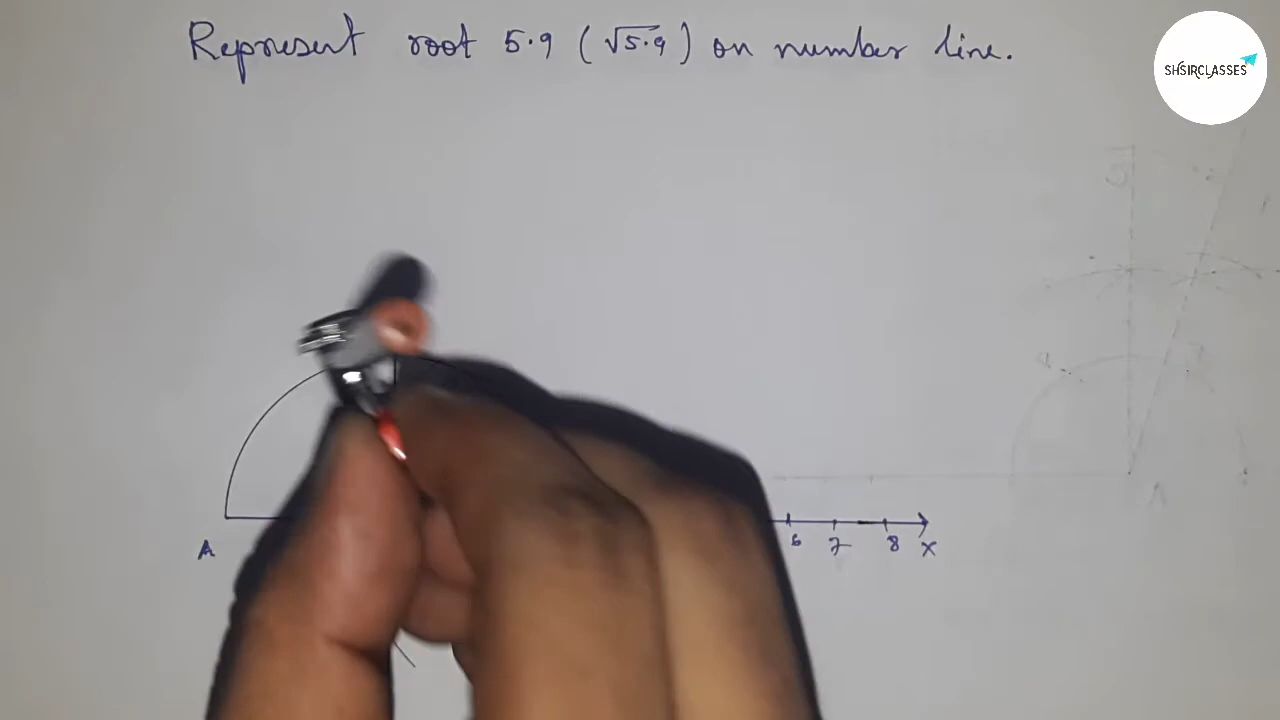 Represent root 5.9 (√5.9) on number line.
SHSIRCLASSES
A 6 7 8 X